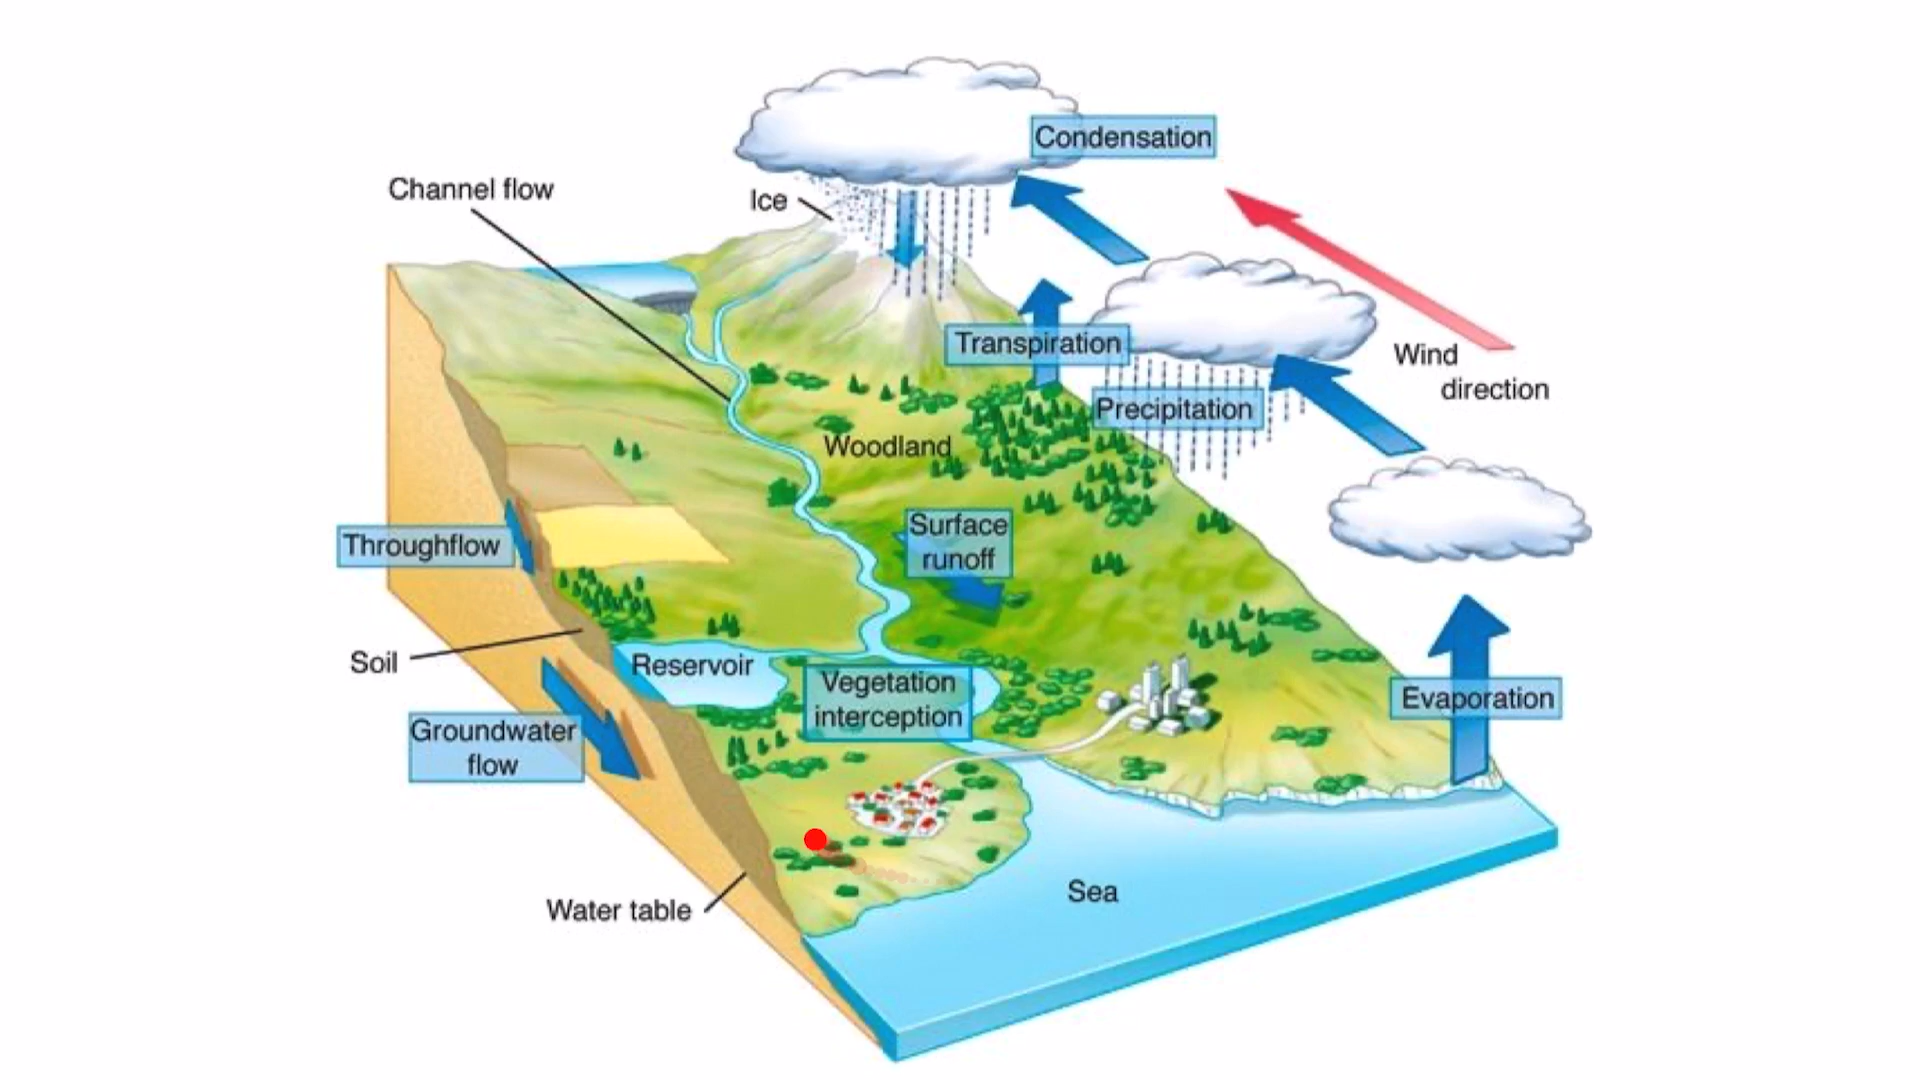 Condensation
Channel flow
Ice
Transpiration
Wind
direction
Precipitation
Woodland
Surface
runoff
Throughflow
Soil
Reservoir
Vegetation
interception
Evaporation
Groundwater
flow
Sea
Water table